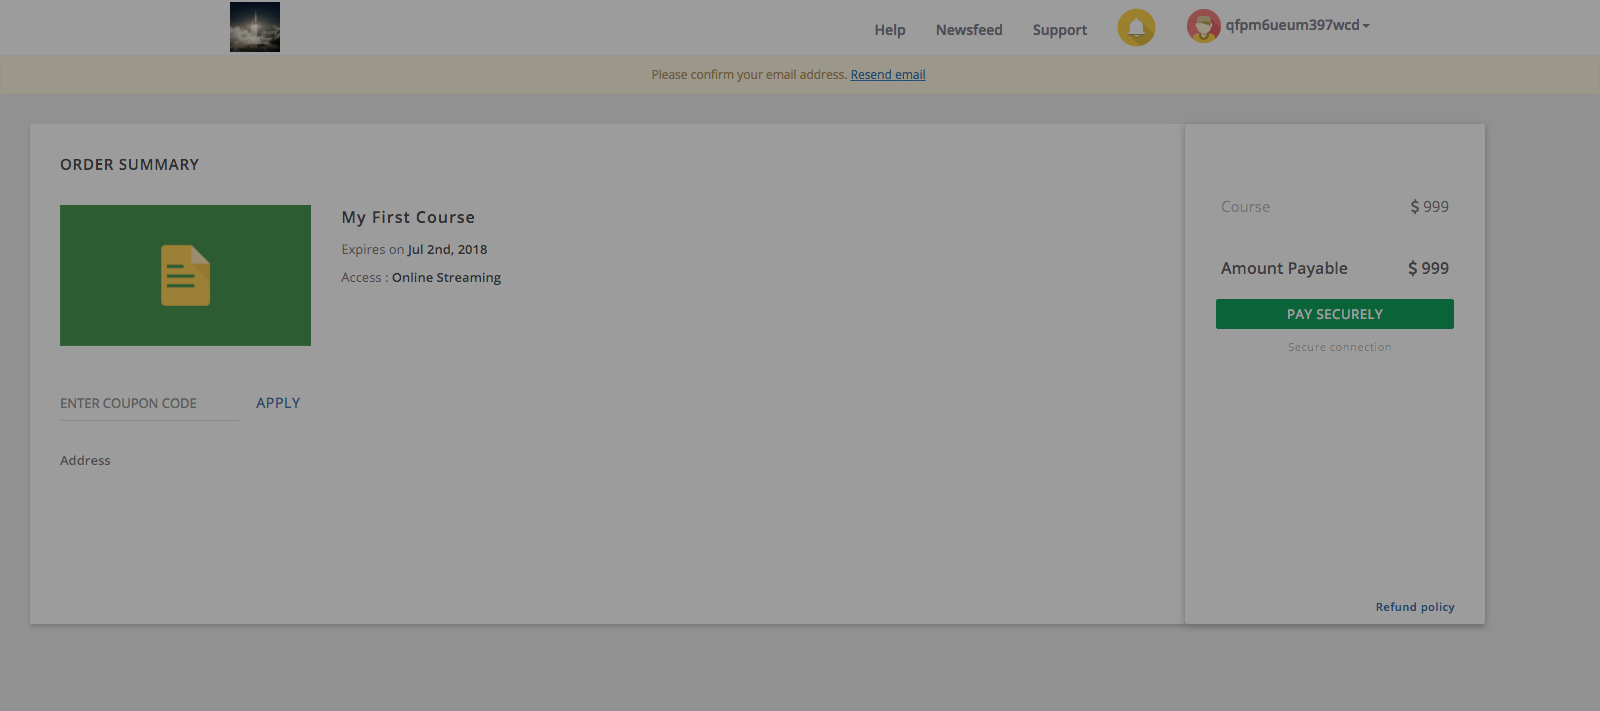 Help Newsfeed Support qfpm6ueum397wcd
Please confirm your email address. Resend email
ORDER SUMMARY
My First Course
Expires on Jul 2nd, 2018
Access : Online Streaming
ENTER COUPON CODE APPLY
Address
Course $ 999
Amount Payable $ 999
PAY SECURELY
Secure connection
Refund policy